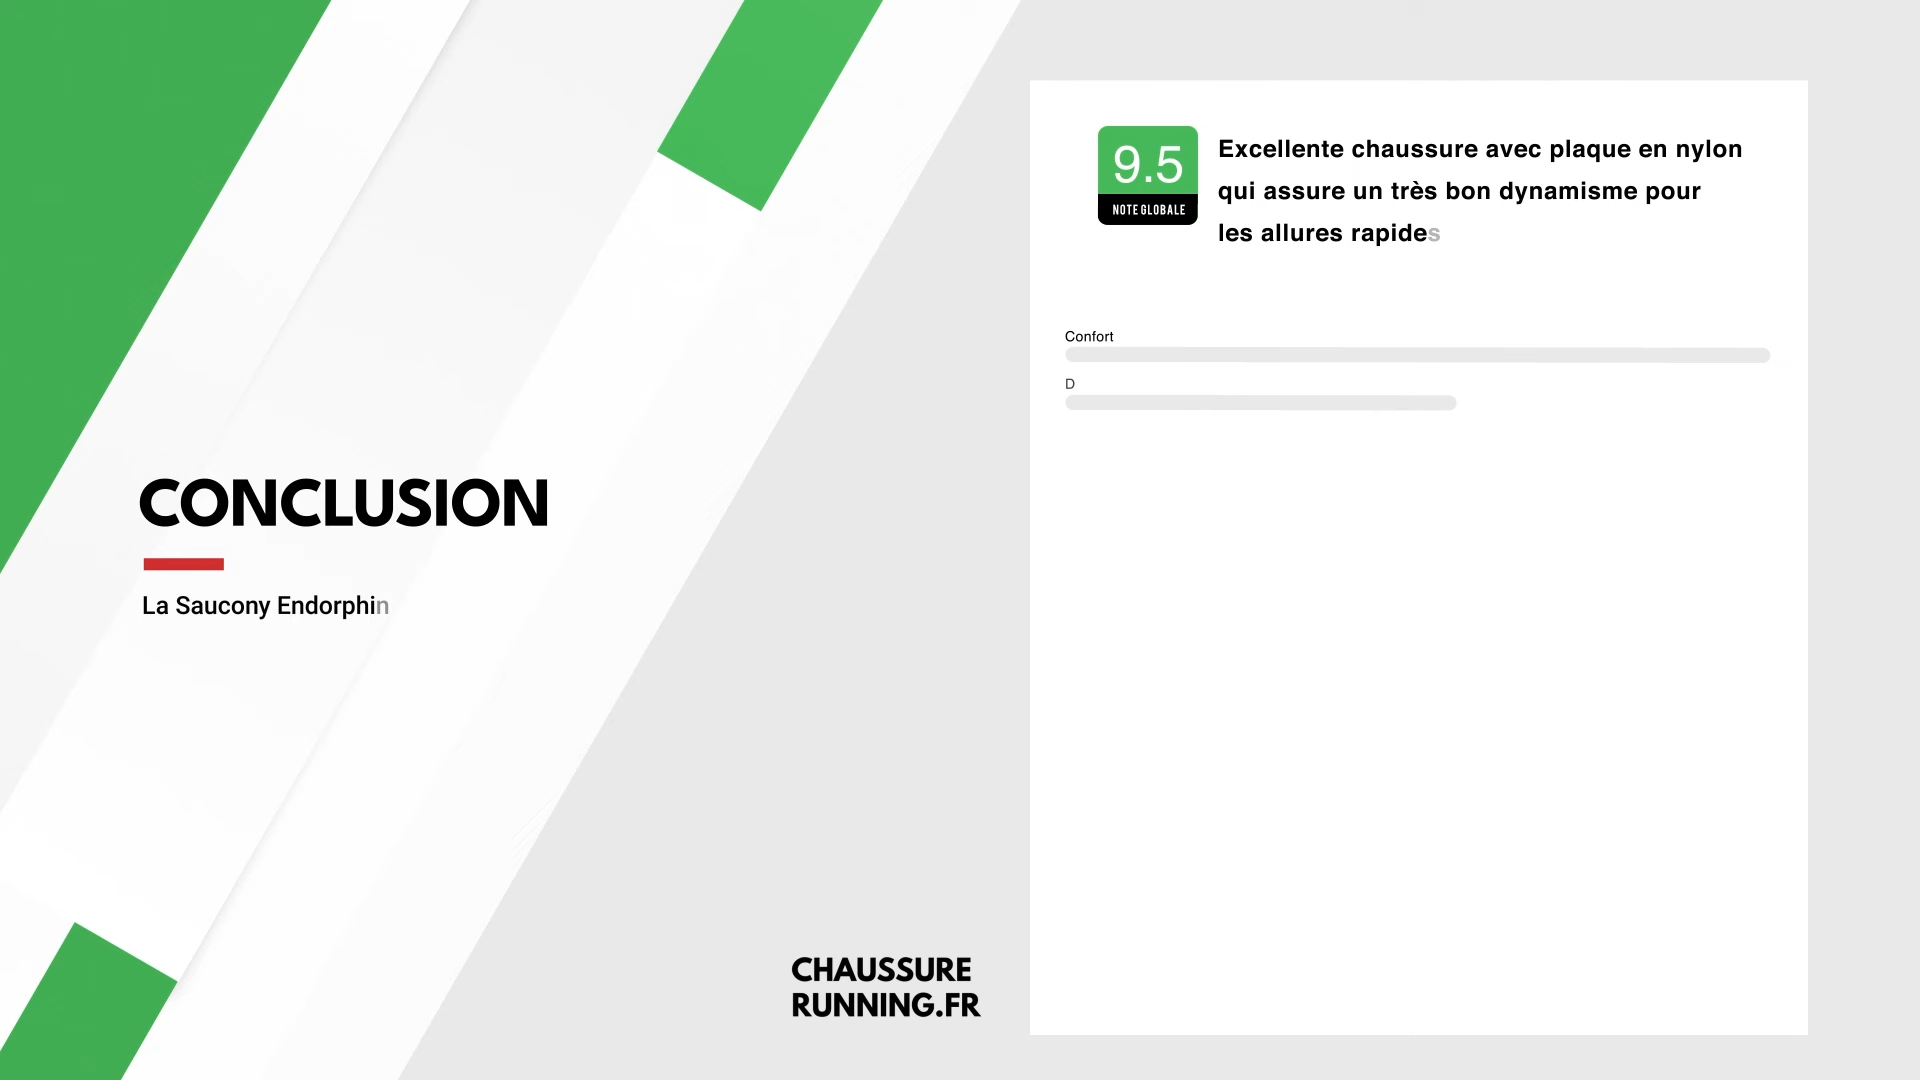 CONCLUSION
La Saucony Endorphin
CHAUSSURE
RUNNING.FR
9.5
NOTE GLOBALE
Excellente chaussure avec plaque en nylon
qui assure un très bon dynamisme pour
les allures rapides
Confort
D